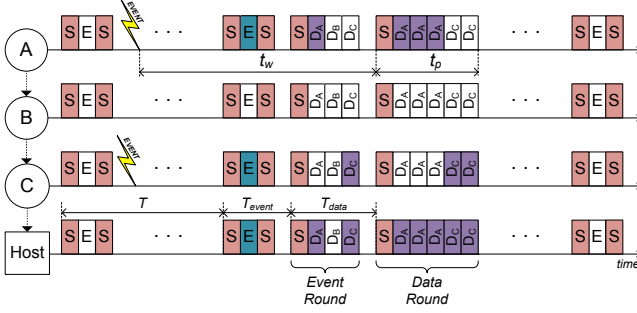 A S E S EVENT · · · S E S S D_A D_B D_C S D_A D_A D_A D_C D_C · · · S E S
t_w t_p
B S E S · · · S E S S D_A D_B D_C S D_A D_A D_A D_C D_C · · · S E S
EVENT
C S E S · · · S E S S D_A D_B D_C S D_A D_A D_A D_C D_C · · · S E S
T T_event T_data
Host S E S · · · S E S S D_A D_B D_C S D_A D_A D_A D_C D_C · · · S E S
time
Event Data
Round Round